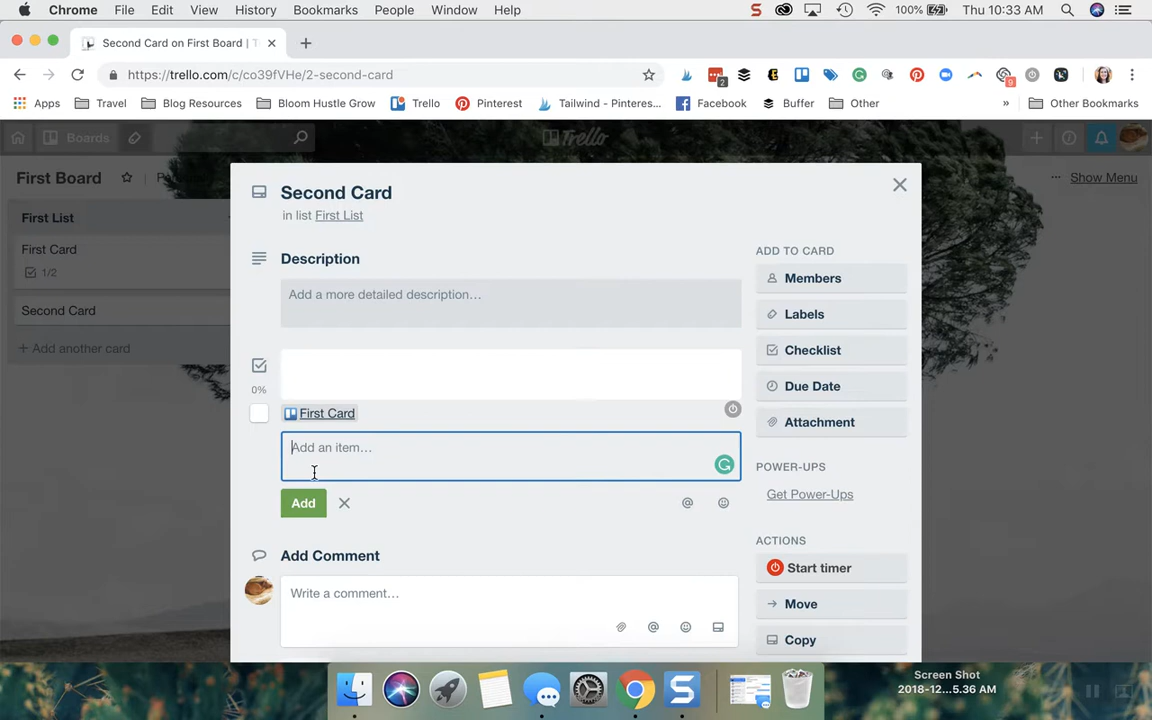 Chrome File Edit View History Bookmarks People Window Help 100% Thu 10:33 AM
Second Card on First Board | T
https://trello.com/c/co39fVHe/2-second-card
2
9
Apps Travel Blog Resources Bloom Hustle Grow Trello Pinterest Tailwind - Pinteres... Facebook Buffer Other » Other Bookmarks
Boards Trello
First Board
... Show Menu
First List
First Card
1/2
Second Card
+ Add another card
Second Card
in list First List
Description
Add a more detailed description…
0%
First Card
Add an item…
Add
@
Add Comment
Write a comment…
@
ADD TO CARD
Members
Labels
Checklist
Due Date
Attachment
POWER-UPS
Get Power-Ups
ACTIONS
Start timer
Move
Copy
Screen Shot
2018-12...5.36 AM